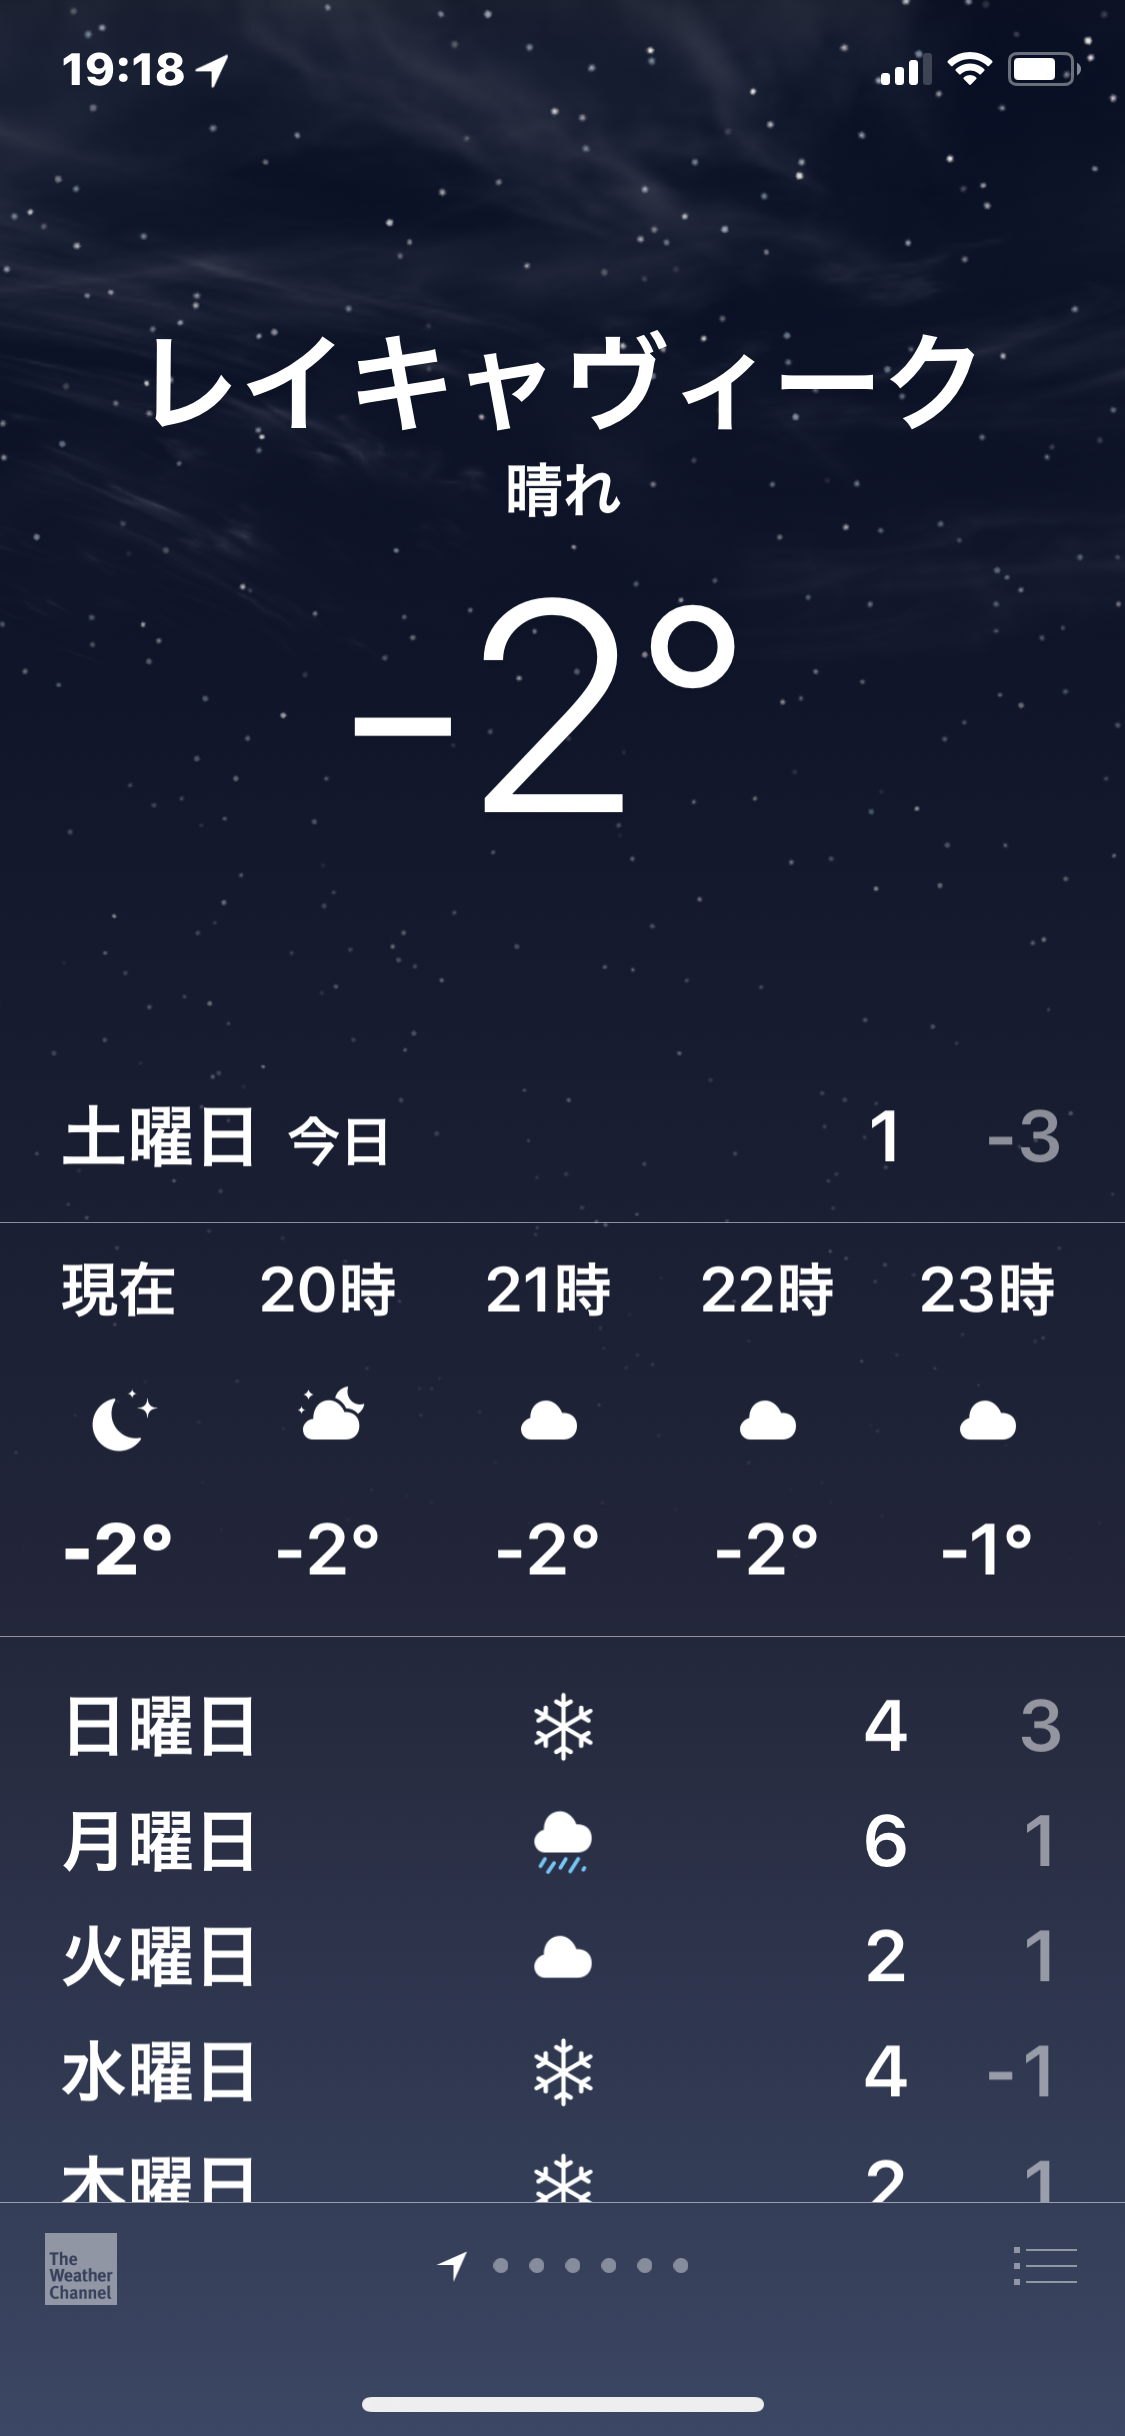 19:18
レイキャヴィーク
晴れ
-2°
土曜日 今日 1 -3
現在 20時 21時 22時 23時
-2° -2° -2° -2° -1°
日曜日 4 3
月曜日 6 1
火曜日 2 1
水曜日 4 -1
木曜日 2 1
The
Weather
Channel